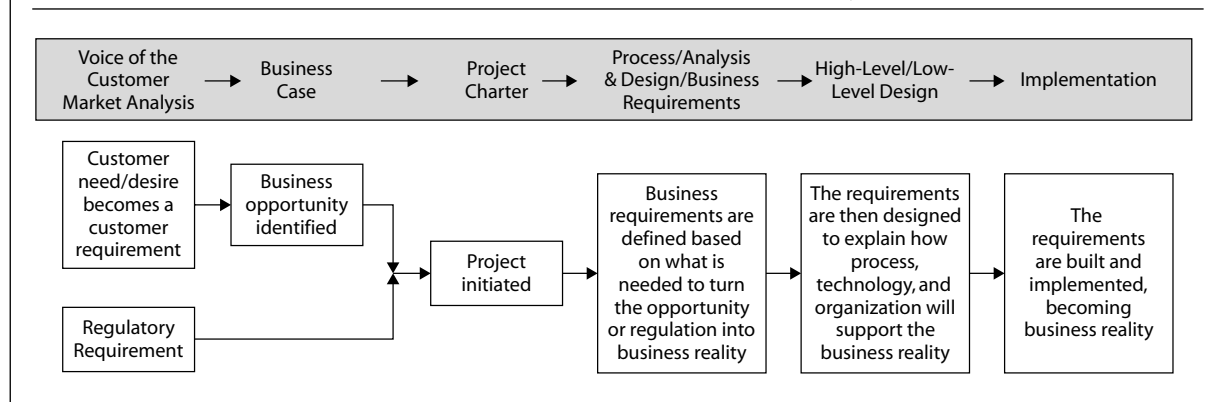 Voice of the
Customer
Market Analysis
Business
Case
Project
Charter
Process/Analysis
& Design/Business
Requirements
High-Level/Low-
Level Design
Implementation
Customer
need/desire
becomes a
customer
requirement
Business
opportunity
identified
Regulatory
Requirement
Project
initiated
Business
requirements are
defined based
on what is
needed to turn
the opportunity
or regulation into
business reality
The requirements
are then designed
to explain how
process,
technology, and
organization will
support the
business reality
The
requirements
are built and
implemented,
becoming
business reality